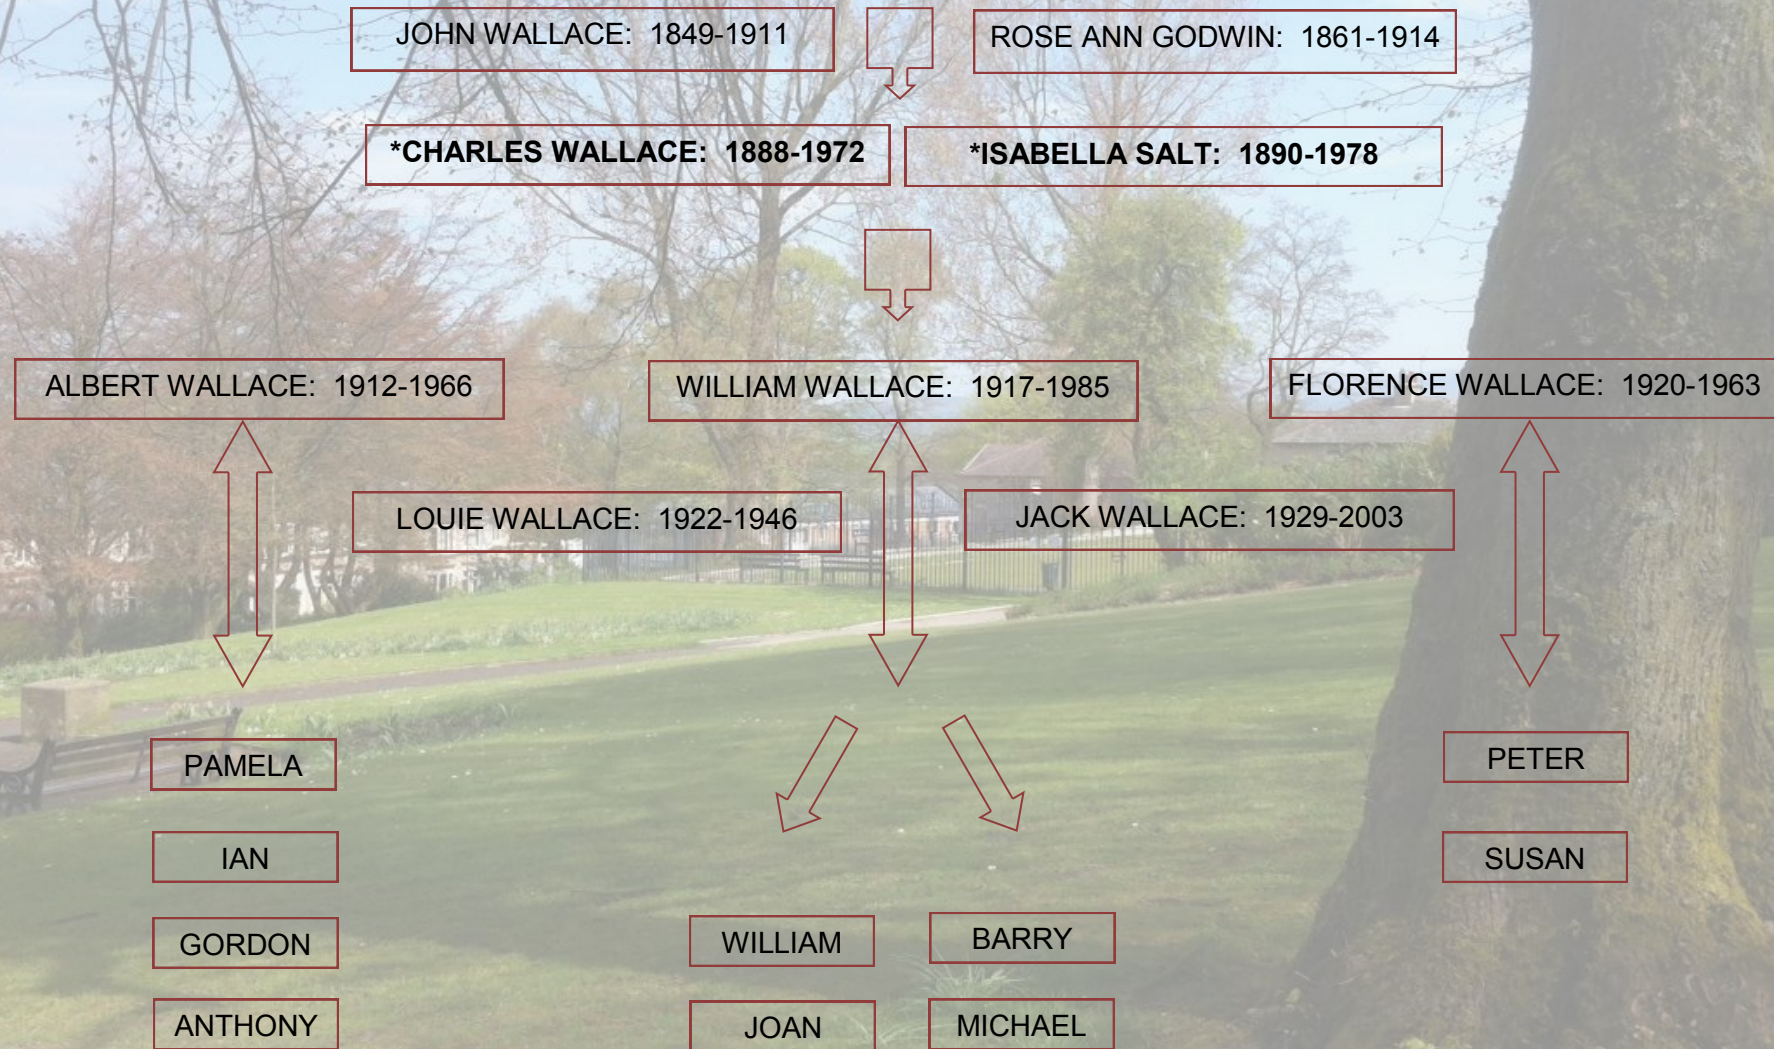 JOHN WALLACE: 1849-1911
ROSE ANN GODWIN: 1861-1914
*CHARLES WALLACE: 1888-1972
*ISABELLA SALT: 1890-1978
ALBERT WALLACE: 1912-1966
WILLIAM WALLACE: 1917-1985
FLORENCE WALLACE: 1920-1963
LOUIE WALLACE: 1922-1946
JACK WALLACE: 1929-2003
PAMELA
IAN
GORDON
ANTHONY
WILLIAM
JOAN
BARRY
MICHAEL
PETER
SUSAN